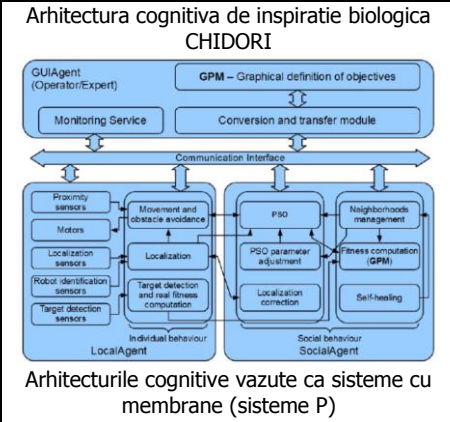 Arhitectura cognitiva de inspiratie biologica
CHIDORI
GUIAgent
(Operator/Expert)
GPM – Graphical definition of objectives
Monitoring Service
Conversion and transfer module
Communication Interface
Proximity
sensors
Motors
Localization
sensors
Robot identification
sensors
Target detection
sensors
Movement and
obstacle avoidance
Localization
Target detection
and real fitness
computation
Individual behaviour
LocalAgent
PSO
PSO parameter
adjustment
Localization
correction
Neighborhoods
management
Fitness computation
(GPM)
Self-healing
Social behaviour
SocialAgent
Arhitecturile cognitive vazute ca sisteme cu
membrane (sisteme P)